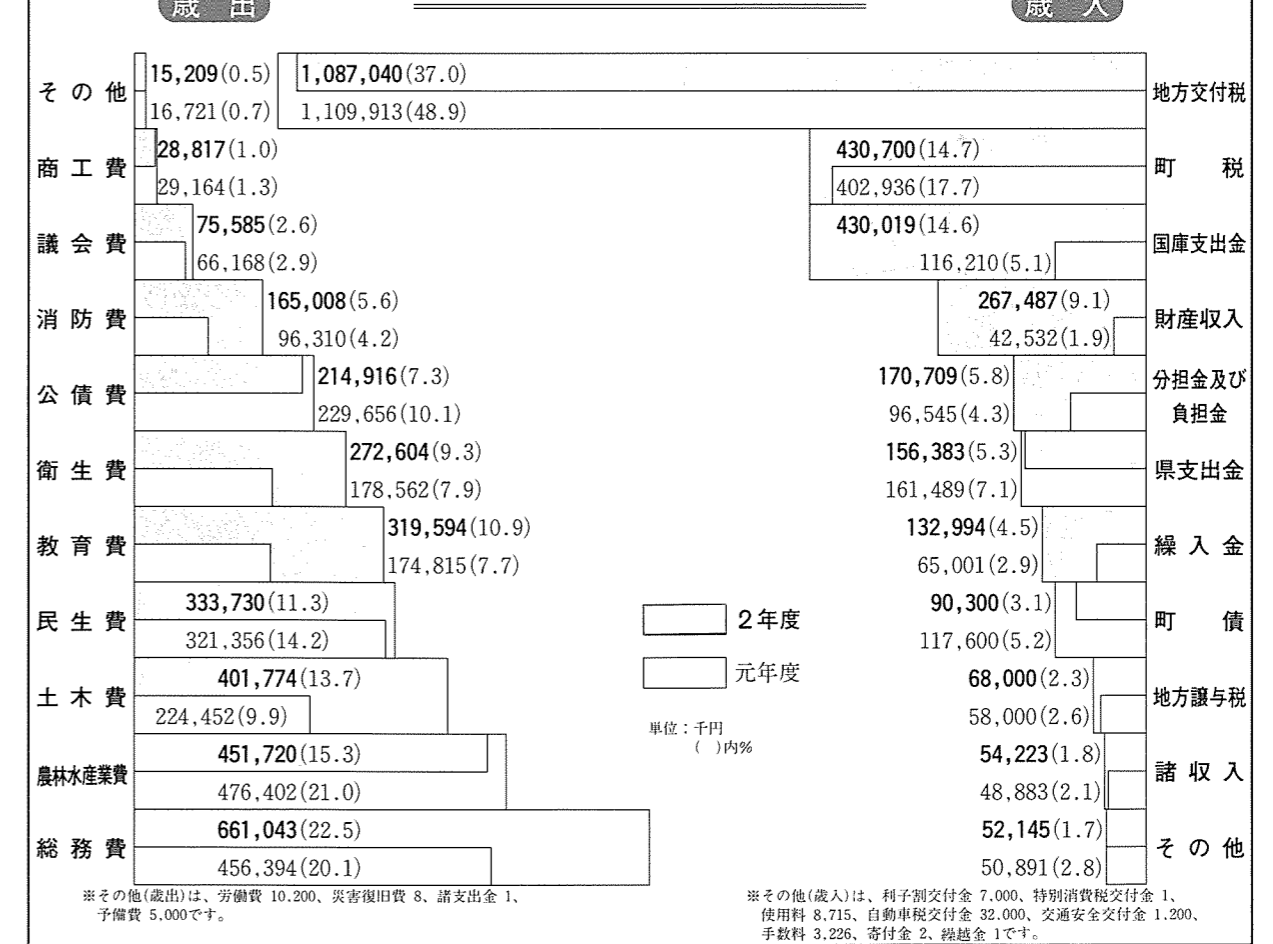 歳出
歳入
その他 15,209(0.5)
16,721(0.7)
商工費 28,817(1.0)
29,164(1.3)
議会費 75,585(2.6)
66,168(2.9)
消防費 165,008(5.6)
96,310(4.2)
公債費 214,916(7.3)
229,656(10.1)
衛生費 272,604(9.3)
178,562(7.9)
教育費 319,594(10.9)
174,815(7.7)
民生費 333,730(11.3)
321,356(14.2)
土木費 401,774(13.7)
224,452(9.9)
農林水産業費 451,720(15.3)
476,402(21.0)
総務費 661,043(22.5)
456,394(20.1)
※その他(歳出)は、労働費 10.200、災害復旧費 8、諸支出金 1、
予備費 5,000です。
1,087,040(37.0) 地方交付税
1,109,913(48.9)
430,700(14.7) 町税
402,936(17.7)
430,019(14.6) 国庫支出金
116,210(5.1)
267,487(9.1) 財産収入
42,532(1.9)
170,709(5.8) 分担金及び
96,545(4.3) 負担金
156,383(5.3) 県支出金
161,489(7.1)
132,994(4.5) 繰入金
65,001(2.9)
90,300(3.1) 町債
117,600(5.2)
68,000(2.3) 地方譲与税
58,000(2.6)
54,223(1.8) 諸収入
48,883(2.1)
52,145(1.7) その他
50,891(2.8)
2年度
元年度
単位:千円
( )内%
※その他(歳入)は、利子割交付金 7,000、特別消費税交付金 1、
使用料 8,715、自動車税交付金 32.000、交通安全交付金 1.200、
手数料 3,226、寄付金 2、繰越金 1です。